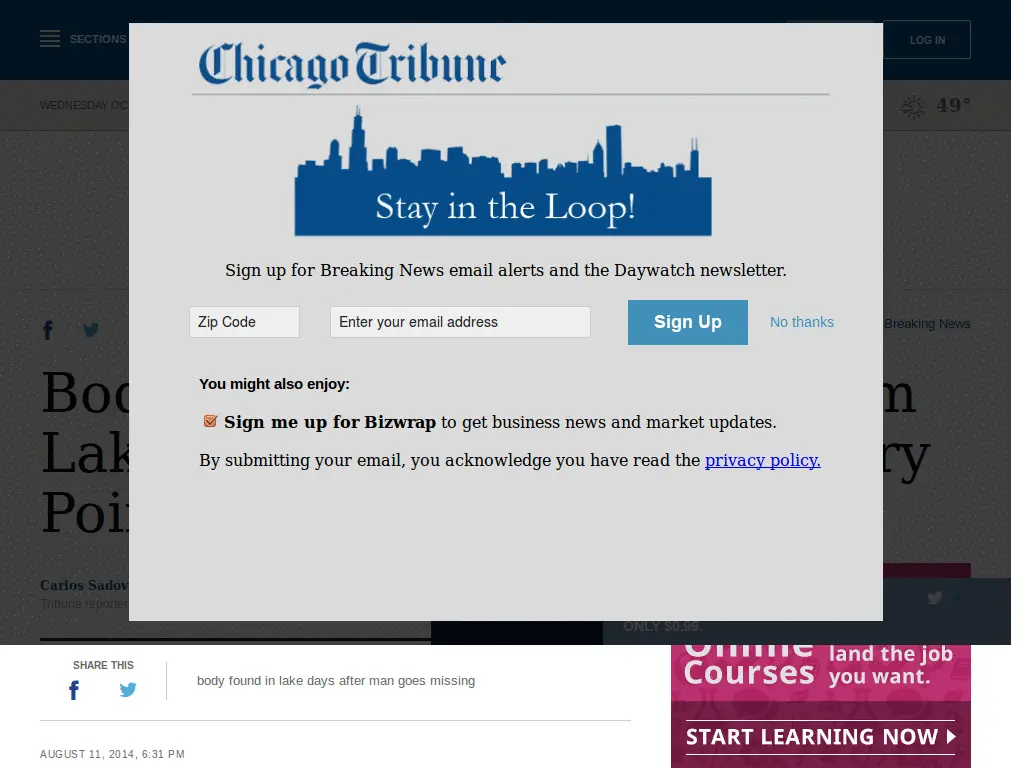 SECTIONS
LOG IN
Chicago Tribune
WEDNESDAY OC
49°
Stay in the Loop!
Sign up for Breaking News email alerts and the Daywatch newsletter.
Zip Code
Enter your email address
Sign Up
No thanks
Breaking News
You might also enjoy:
Sign me up for Bizwrap to get business news and market updates.
By submitting your email, you acknowledge you have read the privacy policy.
Lak
ry
Poi
Carlos Sadov
Tribune reporter
ONLY $0.99.
SHARE THIS
body found in lake days after man goes missing
Online
Courses
land the job
you want.
START LEARNING NOW
AUGUST 11, 2014, 6:31 PM